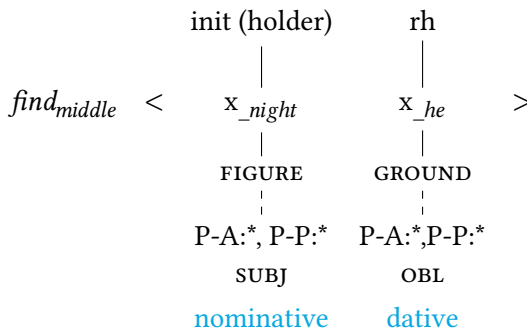 init (holder) rh
find_middle < x_night x_he >
FIGURE GROUND
P-A:*, P-P:* P-A:*,P-P:*
SUBJ OBL
nominative dative